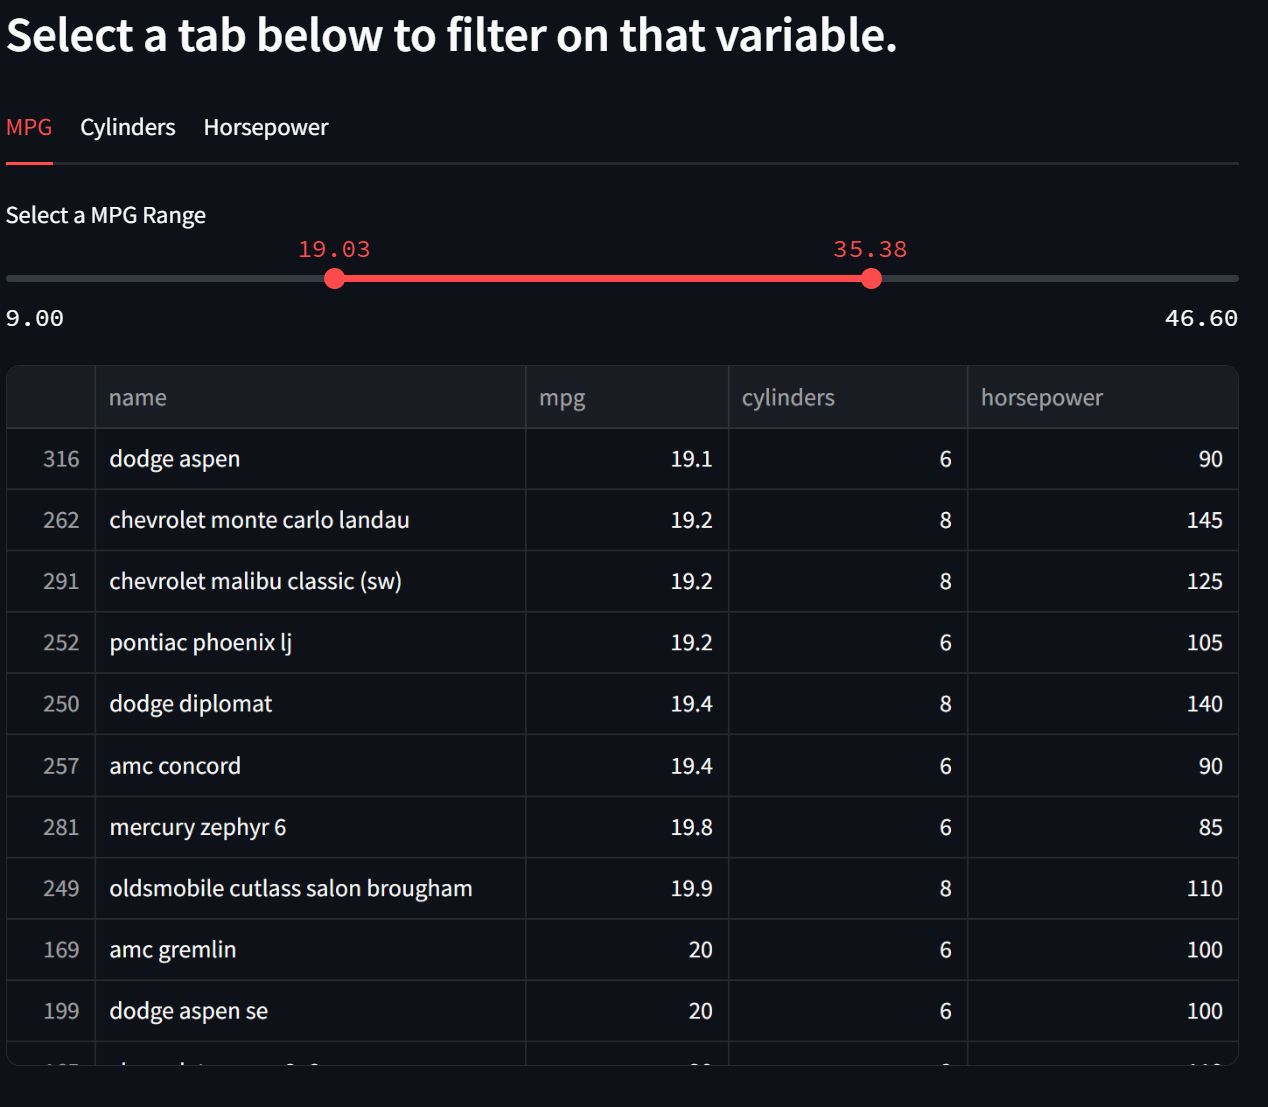 Select a tab below to filter on that variable.
MPG Cylinders Horsepower
Select a MPG Range
19.03 35.38
9.00 46.60
name mpg cylinders horsepower
316 dodge aspen 19.1 6 90
262 chevrolet monte carlo landau 19.2 8 145
291 chevrolet malibu classic (sw) 19.2 8 125
252 pontiac phoenix lj 19.2 6 105
250 dodge diplomat 19.4 8 140
257 amc concord 19.4 6 90
281 mercury zephyr 6 19.8 6 85
249 oldsmobile cutlass salon brougham 19.9 8 110
169 amc gremlin 20 6 100
199 dodge aspen se 20 6 100